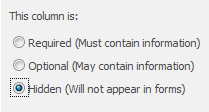 This column is:
Required (Must contain information)
Optional (May contain information)
Hidden (Will not appear in forms)